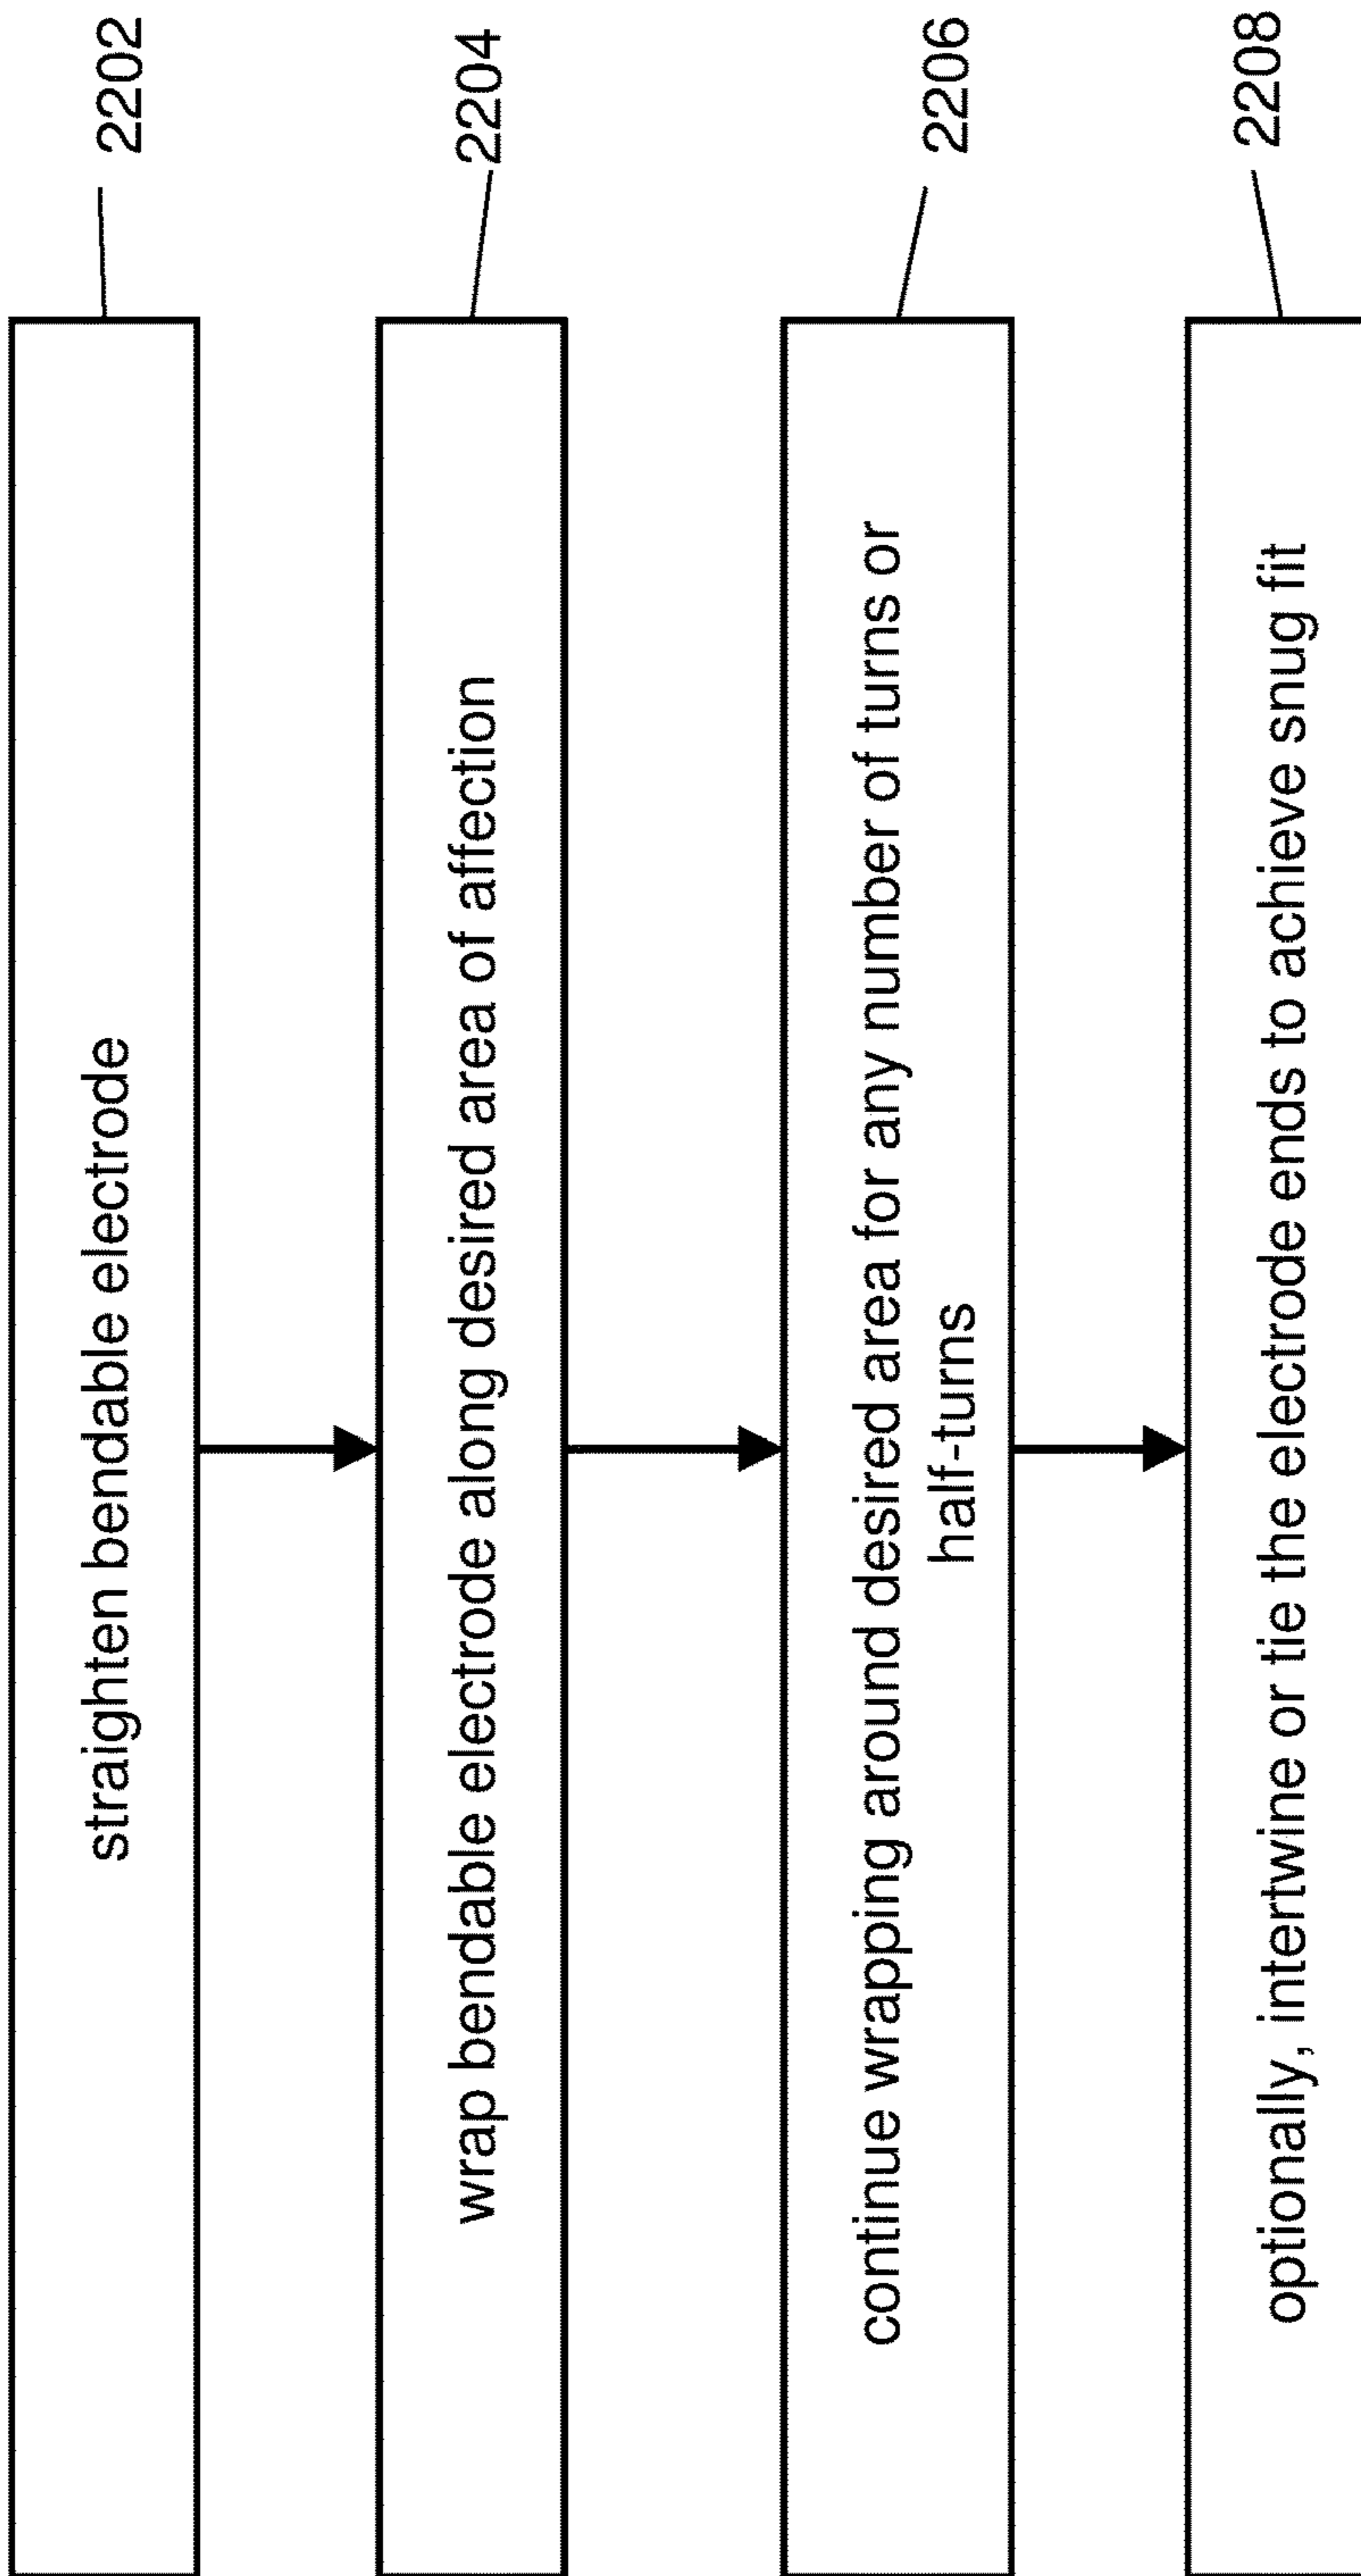 straighten bendable electrode
2202
wrap bendable electrode along desired area of affection
2204
continue wrapping around desired area for any number of turns or
half-turns
2206
optionally, intertwine or tie the electrode ends to achieve snug fit
2208